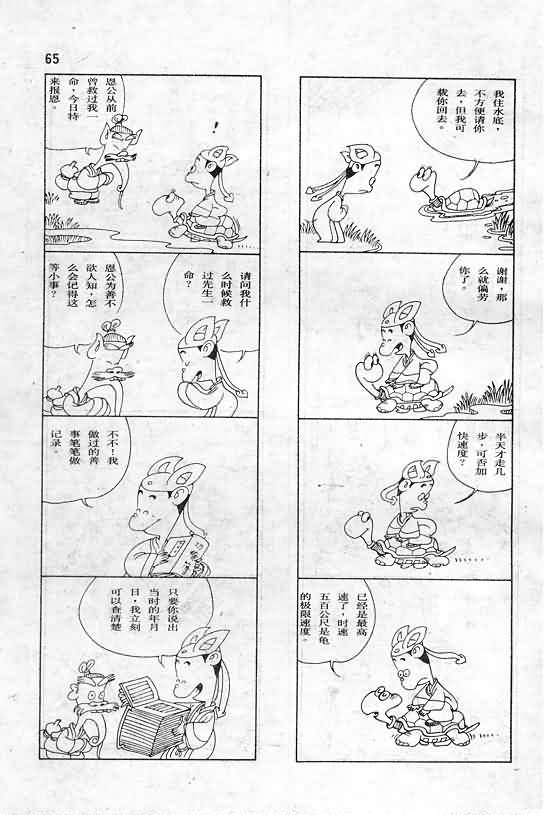 65
我住水底，
不方便请你
去，但我可
载你回去。
谢谢，那
么就偏劳
你了。
半天才走几
步，可否加
快速度？
已经是最高
速了，时速
五百公尺是龟
的极限速度。
！
恩公从前
曾救过我一
命，今日特
来报恩。
请问我什
么时候救
过先生一
命？
恩公为善不
欲人知，怎
么会记得这
等小事？
不不！我
做过的善
事笔笔做
记录。
只要你说出
当时的年月
日，我立刻
可以查清楚